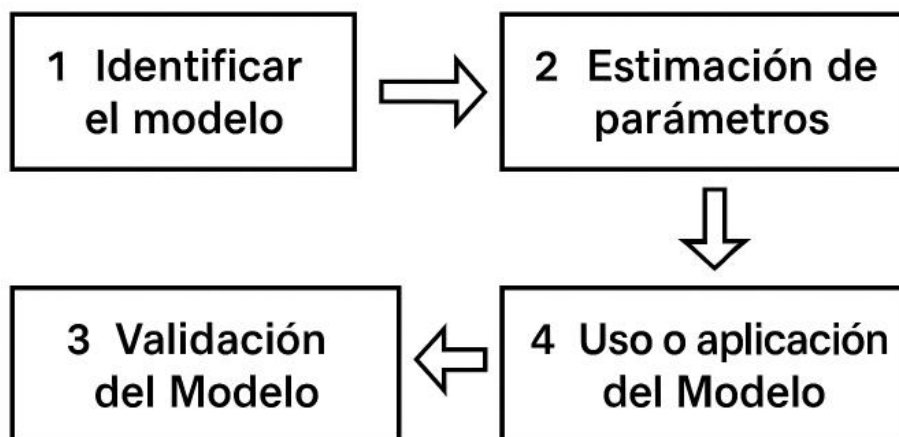 1 Identificar
el modelo
2 Estimación de
parámetros
3 Validación
del Modelo
4 Uso o aplicación
del Modelo